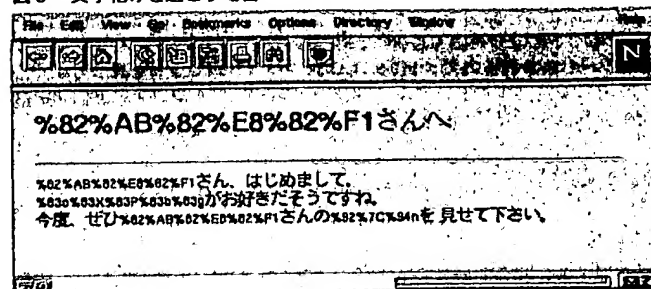 File Edit View Go Bookmarks Options Directory Window Help
N
%82%AB%82%E8%82%F1さんへ
%82%AB%82%E8%82%F1さん、はじめまして。
%83o%83X%83P%83b%83gがお好きだそうですね。
今度、ぜひ%82%AB%82%E8%82%F1さんの%92%7C%94nを 見せて下さい。